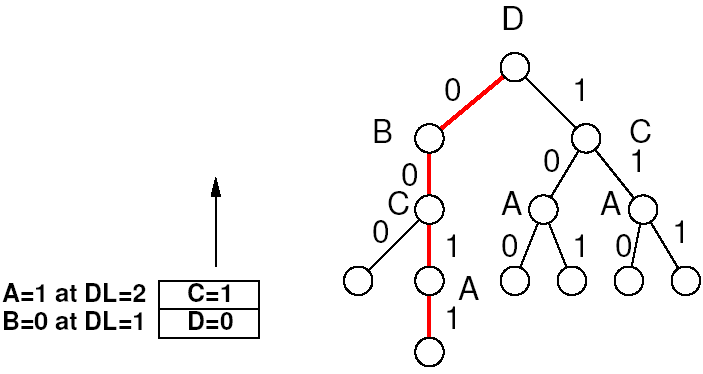 D
0 1
B C
0 0 1
C A A
0 1 0 1 0 1
A
1
A=1 at DL=2 C=1
B=0 at DL=1 D=0